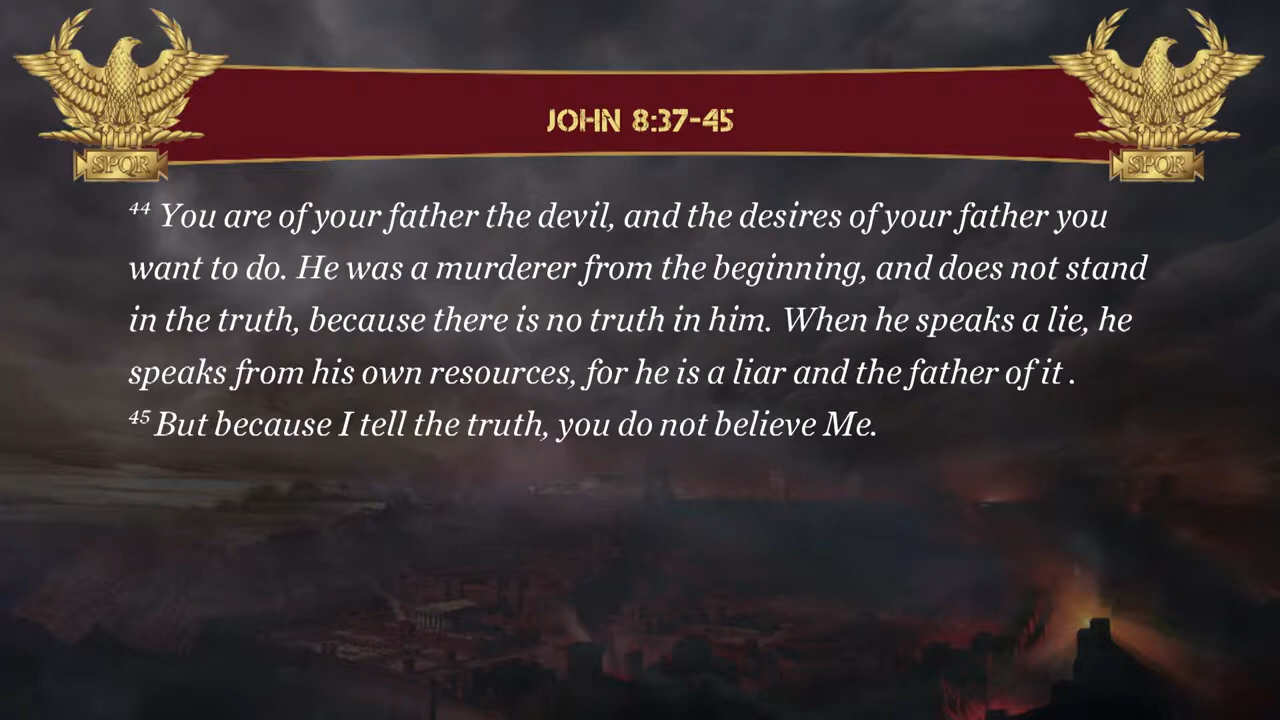 SPQR
JOHN 8:37-45
SPQR
⁴⁴ You are of your father the devil, and the desires of your father you
want to do. He was a murderer from the beginning, and does not stand
in the truth, because there is no truth in him. When he speaks a lie, he
speaks from his own resources, for he is a liar and the father of it .
⁴⁵ But because I tell the truth, you do not believe Me.